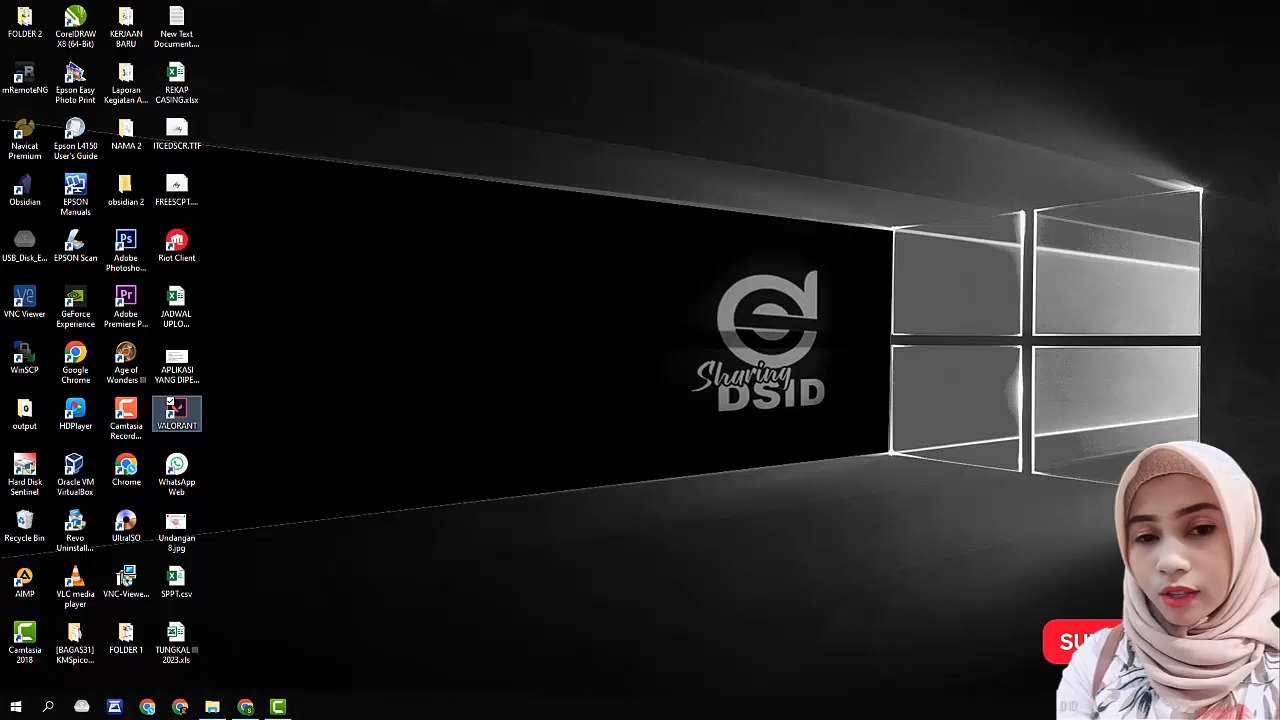 FOLDER 2
CorelDRAW
X8 (64-Bit)
KERJAAN
BARU
New Text
Document....
mRemoteNG
Epson Easy
Photo Print
Laporan
Kegiatan A...
REKAP
CASING.xlsx
Navicat
Premium
Epson L4150
User's Guide
NAMA 2
ITCEDSCR.TTF
Obsidian
EPSON
Manuals
obsidian 2
FREESCPT....
USB_Disk_E...
EPSON Scan
Adobe
Photosho...
Riot Client
VNC Viewer
GeForce
Experience
Adobe
Premiere P...
JADWAL
UPLO...
WinSCP
Google
Chrome
Age of
Wonders III
APLIKASI
YANG DIPE...
output
HDPlayer
Camtasia
Record...
VALORANT
Hard Disk
Sentinel
Oracle VM
VirtualBox
Chrome
WhatsApp
Web
Recycle Bin
Revo
Uninstall...
UltraISO
Undangan
8.jpg
AIMP
VLC media
player
VNC-Viewe...
SPPT.csv
Camtasia
2018
[BAGAS31]
KMSpico...
FOLDER 1
TUNGKAL III
2023.xls
Sharing
DSID